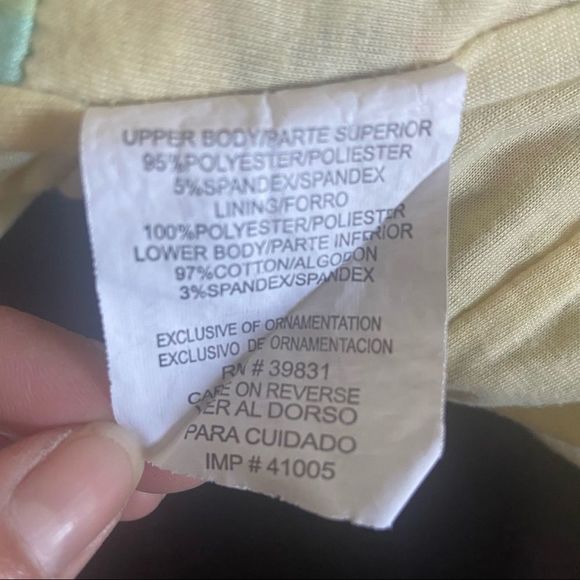 UPPER BODY/PARTE SUPERIOR
95%POLYESTER/POLIESTER
5%SPANDEX/SPANDEX
LINING/FORRO
100%POLYESTER/POLIESTER
LOWER BODY/PARTE INFERIOR
97%COTTON/ALGODON
3%SPANDEX/SPANDEX
EXCLUSIVE OF ORNAMENTATION
EXCLUSIVO DE ORNAMENTACION
RN # 39831
CARE ON REVERSE
VER AL DORSO
PARA CUIDADO
IMP # 41005